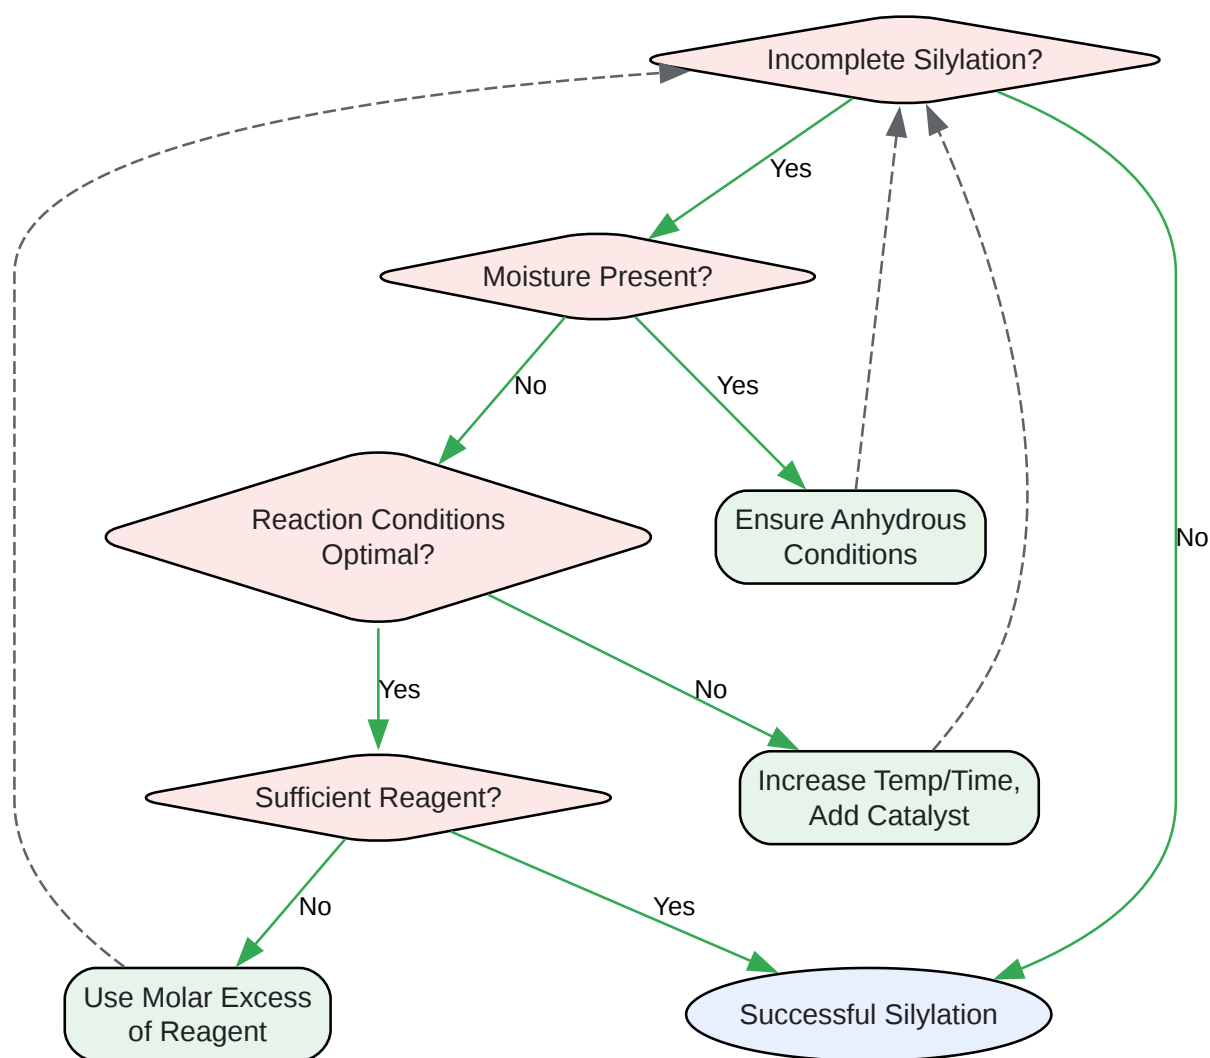 Incomplete Silylation?
Yes
Moisture Present?
No
Yes
Reaction Conditions
Optimal?
Ensure Anhydrous
Conditions
No
Yes
No
Sufficient Reagent?
Increase Temp/Time,
Add Catalyst
No
Yes
Use Molar Excess
of Reagent
Successful Silylation